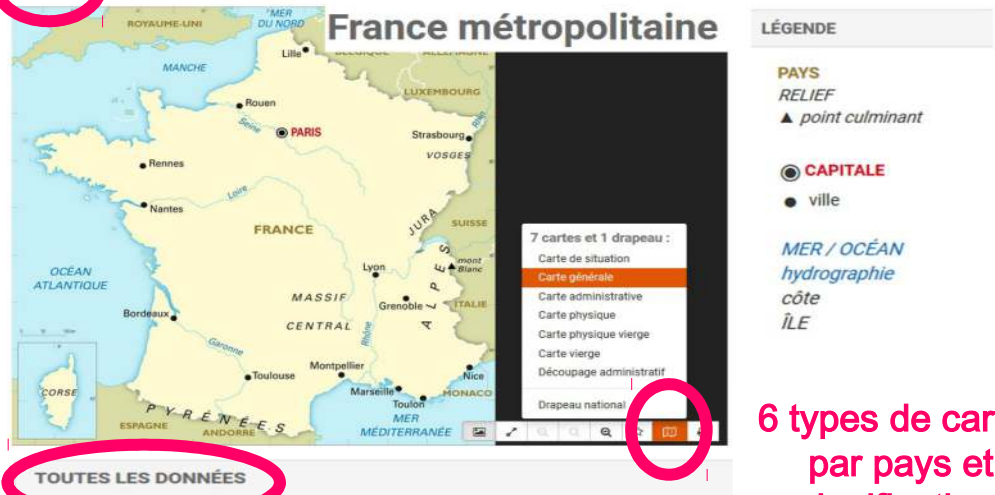 France métropolitaine
MER
DU NORD
ROYAUME-UNI
Lille
MANCHE
LUXEMBOURG
Rouen
Seine
PARIS
Strasbourg
Rhin
VOSGES
Rennes
Loire
Nantes
FRANCE
JURA
SUISSE
OCÉAN
ATLANTIQUE
Lyon
mont
Blanc
MASSIF
CENTRAL
Grenoble
ALPES
ITALIE
Bordeaux
Rhône
Garonne
CORSE
Toulouse
Montpellier
Nice
Marseille
MONACO
Toulon
PYRÉNÉES
MER
MÉDITERRANÉE
ESPAGNE
ANDORRE
7 cartes et 1 drapeau :
Carte de situation
Carte générale
Carte administrative
Carte physique
Carte physique vierge
Carte vierge
Découpage administratif
Drapeau national
LÉGENDE
PAYS
RELIEF
point culminant
CAPITALE
ville
MER / OCÉAN
hydrographie
côte
ÎLE
6 types de car
par pays et
TOUTES LES DONNÉES